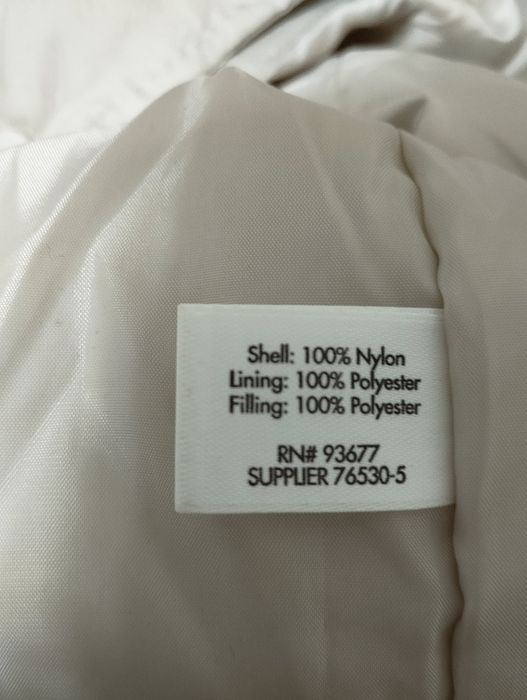 Shell: 100% Nylon
Lining: 100% Polyester
Filling: 100% Polyester
RN# 93677
SUPPLIER 76530-5